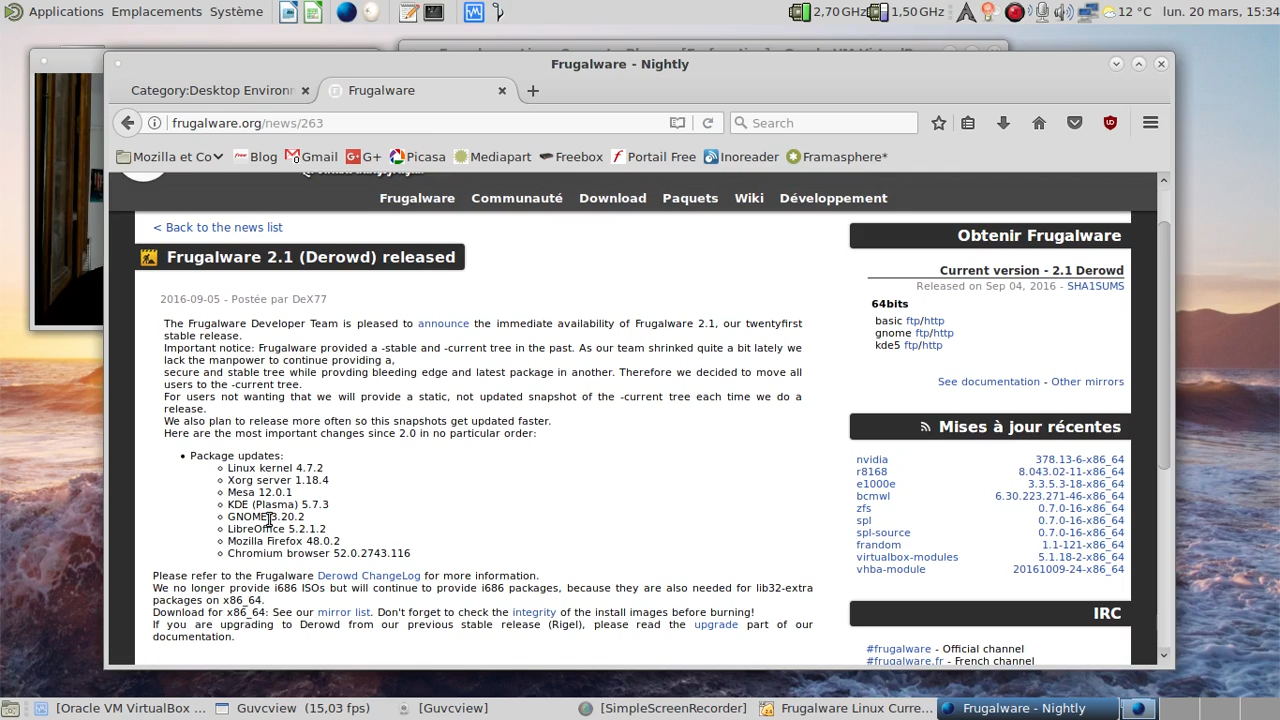 Applications Emplacements Système 2,70 GHz 1,50 GHz 12 °C lun. 20 mars, 15:34
Frugalware - Nightly
Category:Desktop Environ Frugalware
frugalware.org/news/263 Search
Mozilla et Co Blog Gmail G+ Picasa Mediapart Freebox Portail Free Inoreader Framasphere*
Frugalware Communauté Download Paquets Wiki Développement
< Back to the news list
Frugalware 2.1 (Derowd) released
2016-09-05 - Postée par DeX77
The Frugalware Developer Team is pleased to announce the immediate availability of Frugalware 2.1, our twentyfirst
stable release.
Important notice: Frugalware provided a -stable and -current tree in the past. As our team shrinked quite a bit lately we
lack the manpower to continue providing a,
secure and stable tree while provding bleeding edge and latest package in another. Therefore we decided to move all
users to the -current tree.
For users not wanting that we will provide a static, not updated snapshot of the -current tree each time we do a
release.
We also plan to release more often so this snapshots get updated faster.
Here are the most important changes since 2.0 in no particular order:
Package updates:
Linux kernel 4.7.2
Xorg server 1.18.4
Mesa 12.0.1
KDE (Plasma) 5.7.3
GNOME 3.20.2
LibreOffice 5.2.1.2
Mozilla Firefox 48.0.2
Chromium browser 52.0.2743.116
Please refer to the Frugalware Derowd ChangeLog for more information.
We no longer provide i686 ISOs but will continue to provide i686 packages, because they are also needed for lib32-extra
packages on x86_64.
Download for x86_64: See our mirror list. Don't forget to check the integrity of the install images before burning!
If you are upgrading to Derowd from our previous stable release (Rigel), please read the upgrade part of our
documentation.
Obtenir Frugalware
Current version - 2.1 Derowd
Released on Sep 04, 2016 - SHA1SUMS
64bits
basic ftp/http
gnome ftp/http
kde5 ftp/http
See documentation - Other mirrors
Mises à jour récentes
nvidia 378.13-6-x86_64
r8168 8.043.02-11-x86_64
e1000e 3.3.5.3-18-x86_64
bcmwl 6.30.223.271-46-x86_64
zfs 0.7.0-16-x86_64
spl 0.7.0-16-x86_64
spl-source 0.7.0-16-x86_64
frandom 1.1-121-x86_64
virtualbox-modules 5.1.18-2-x86_64
vhba-module 20161009-24-x86_64
IRC
#frugalware - Official channel
#frugalware.fr - French channel
[Oracle VM VirtualBox ... Guvcview (15,03 fps) [Guvcview] [SimpleScreenRecorder] Frugalware Linux Curre... Frugalware - Nightly